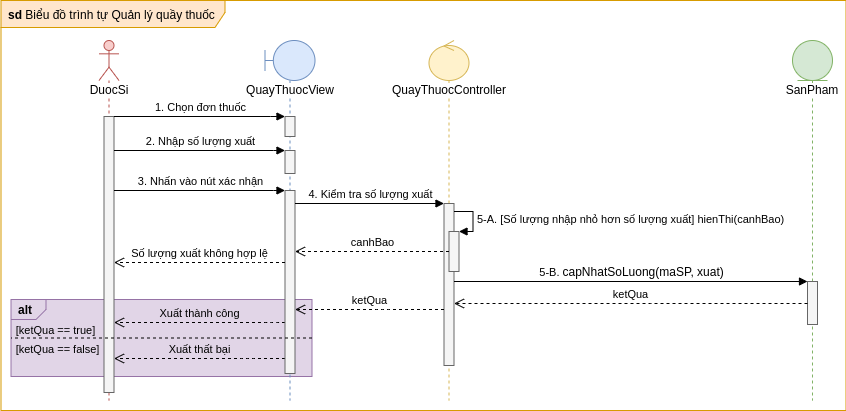 sd Biểu đồ trình tự Quản lý quầy thuốc
DuocSi
QuayThuocView
QuayThuocController
SanPham
1. Chọn đơn thuốc
2. Nhập số lượng xuất
3. Nhấn vào nút xác nhận
4. Kiểm tra số lượng xuất
5-A. [Số lượng nhập nhỏ hơn số lượng xuất] hienThi(canhBao)
canhBao
Số lượng xuất không hợp lệ
5-B. capNhatSoLuong(maSP, xuat)
ketQua
ketQua
alt
Xuất thành công
[ketQua == true]
[ketQua == false]
Xuất thất bại